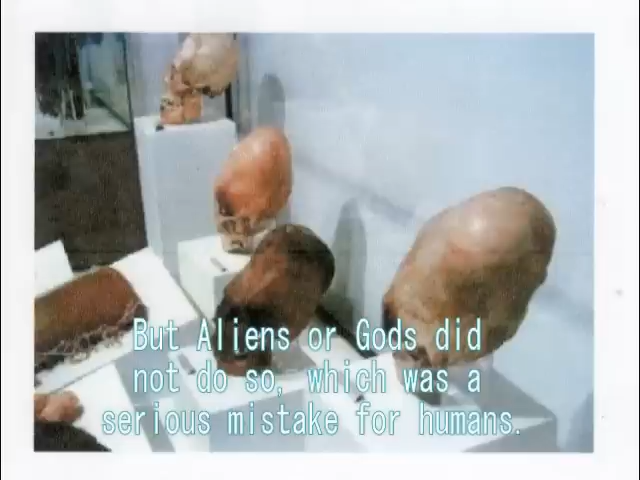 But Aliens or Gods did
not do so, which was a
serious mistake for humans.